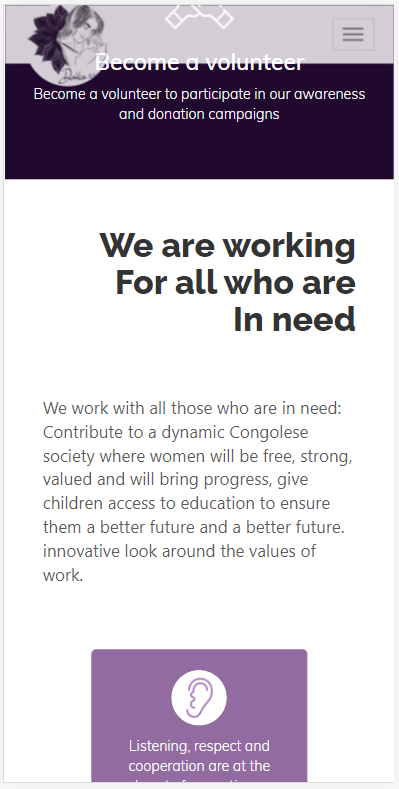 Become a volunteer
Become a volunteer to participate in our awareness
and donation campaigns
We are working
For all who are
In need
We work with all those who are in need:
Contribute to a dynamic Congolese
society where women will be free, strong,
valued and will bring progress, give
children access to education to ensure
them a better future and a better future.
innovative look around the values of
work.
Listening, respect and
cooperation are at the